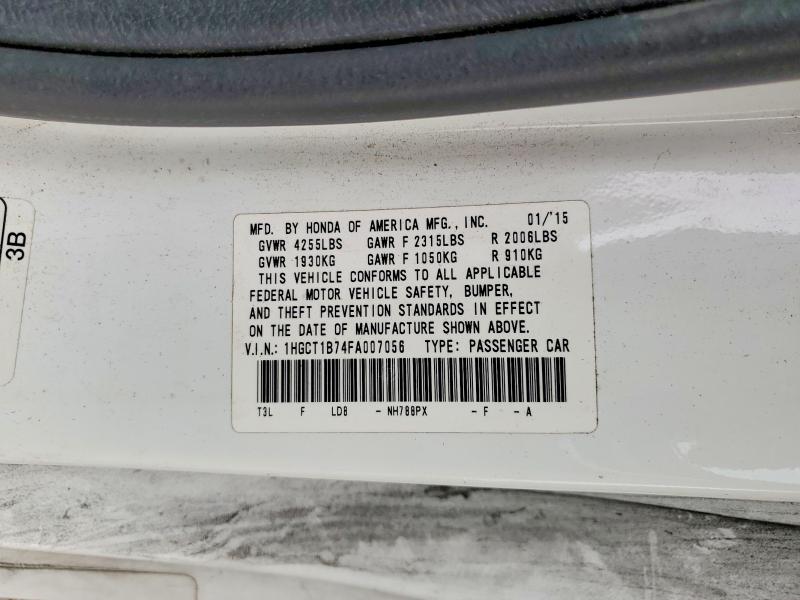 MFD. BY HONDA OF AMERICA MFG., INC. 01/'15
GVWR 4255LBS GAWR F 2315LBS R 2006LBS
GVWR 1930KG GAWR F 1050KG R 910KG
THIS VEHICLE CONFORMS TO ALL APPLICABLE
FEDERAL MOTOR VEHICLE SAFETY, BUMPER,
AND THEFT PREVENTION STANDARDS IN EFFECT
ON THE DATE OF MANUFACTURE SHOWN ABOVE.
V.I.N.: 1HGCT1B74FA007056 TYPE: PASSENGER CAR
T3L F LD8 - NH788PX - F - A
3B